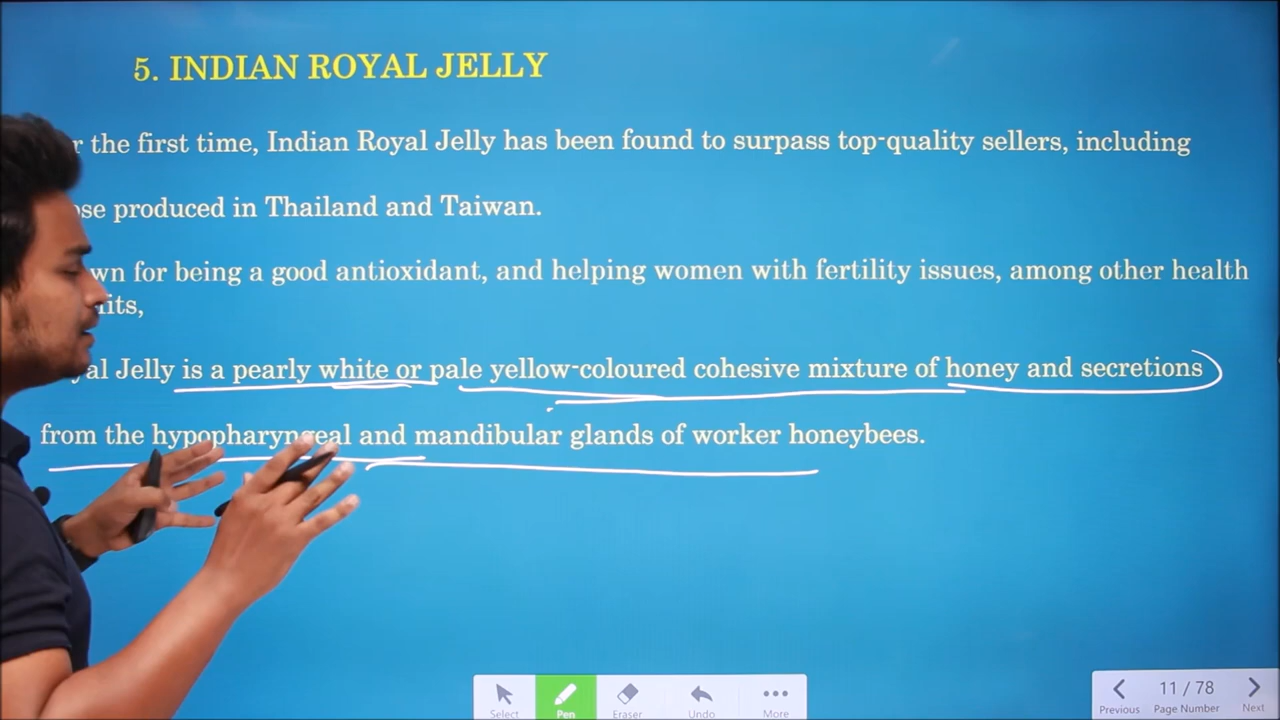 5. INDIAN ROYAL JELLY
the first time, Indian Royal Jelly has been found to surpass top-quality sellers, including
produced in Thailand and Taiwan.
for being a good antioxidant, and helping women with fertility issues, among other health
Jelly is a pearly white or pale yellow-coloured cohesive mixture of honey and secretions
from the hypopharyngeal and mandibular glands of worker honeybees.
Select Pen Eraser Undo More
Previous 11 / 78 Page Number Next